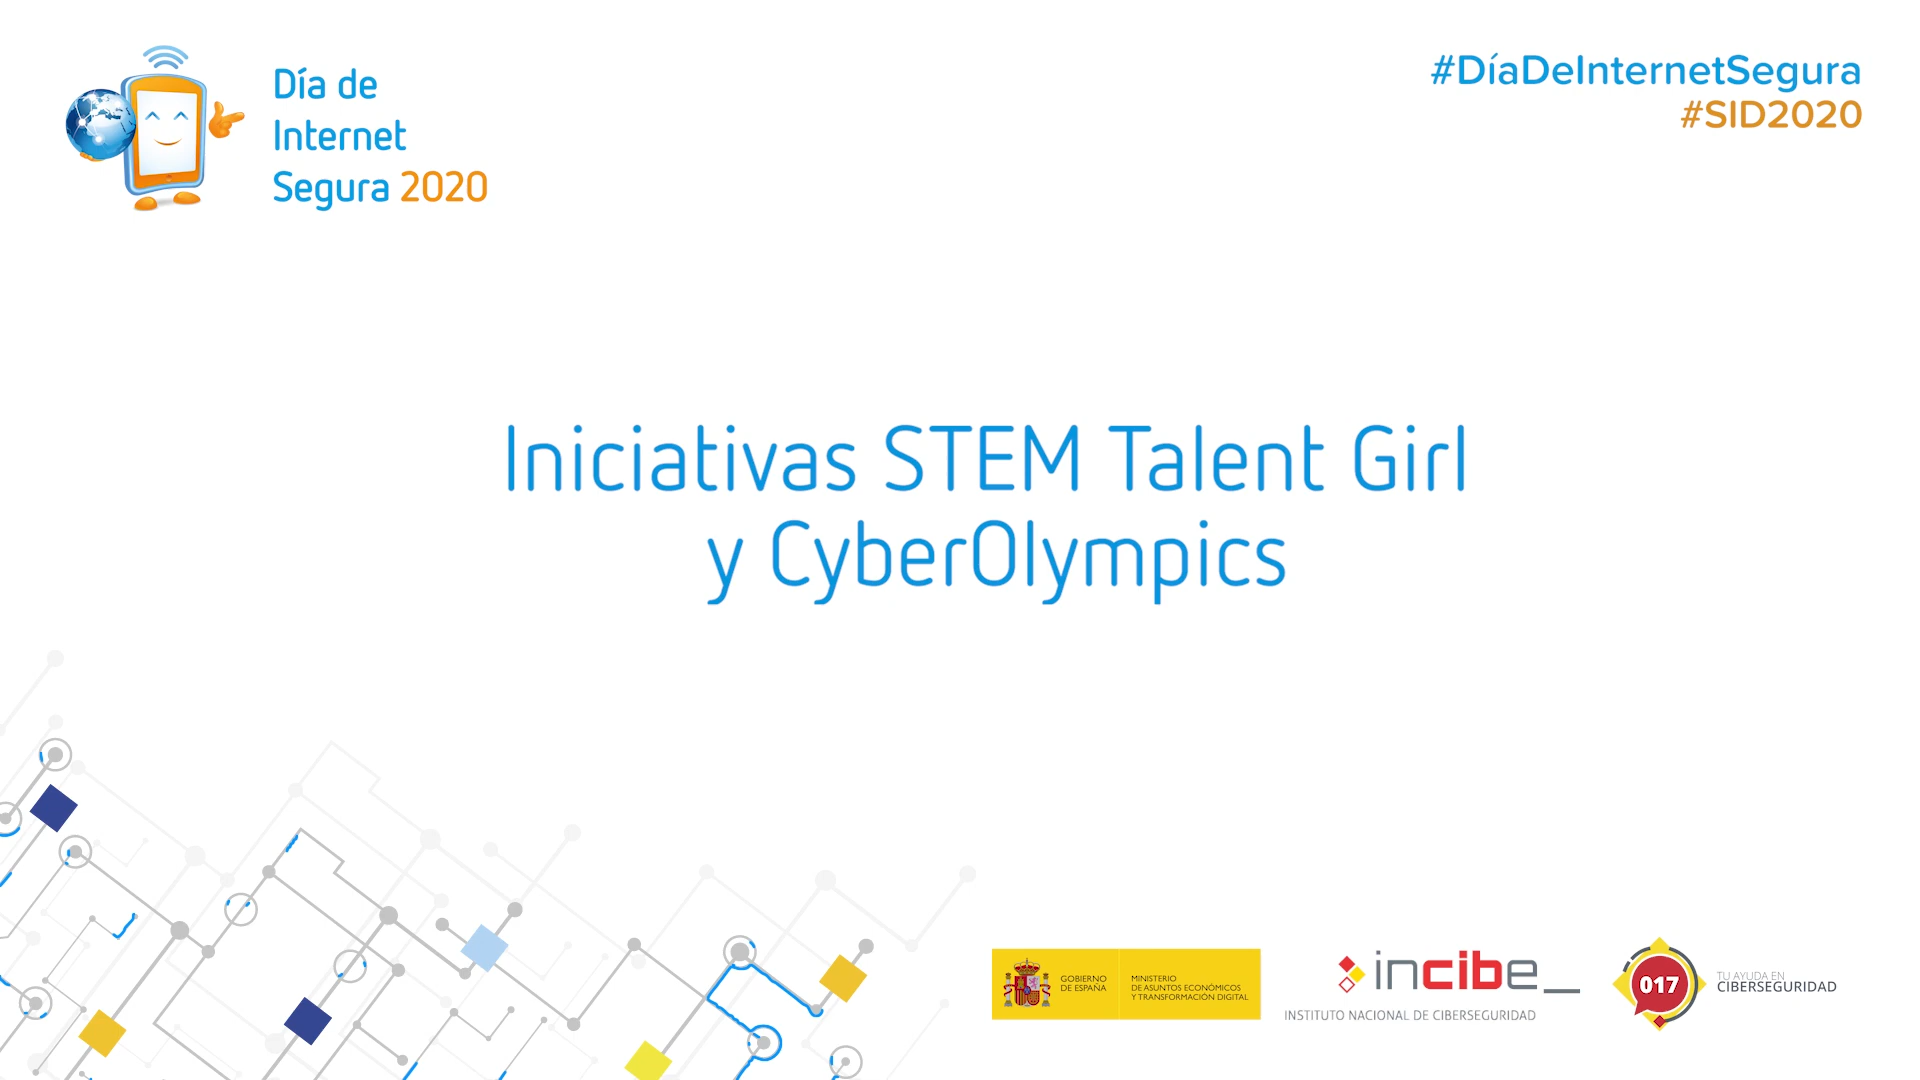 Día de
Internet
Segura 2020
#DíaDeInternetSegura
#SID2020
Iniciativas STEM Talent Girl
y CyberOlympics
GOBIERNO
DE ESPAÑA
MINISTERIO
DE ASUNTOS ECONÓMICOS
Y TRANSFORMACIÓN DIGITAL
incibe_
INSTITUTO NACIONAL DE CIBERSEGURIDAD
017
TU AYUDA EN
CIBERSEGURIDAD